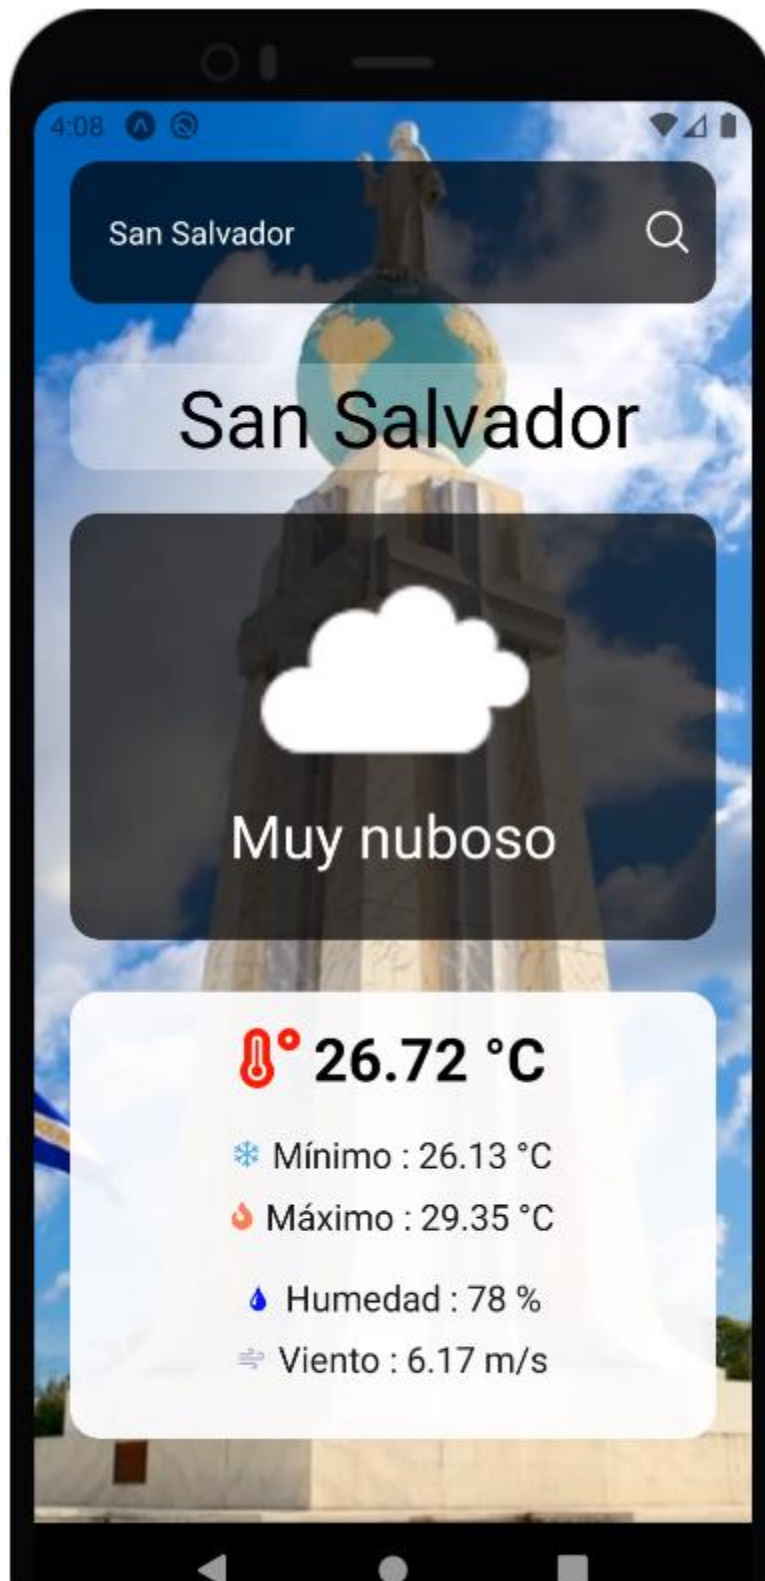 4:08
San Salvador
San Salvador
Muy nuboso
26.72 °C
Mínimo : 26.13 °C
Máximo : 29.35 °C
Humedad : 78 %
Viento : 6.17 m/s